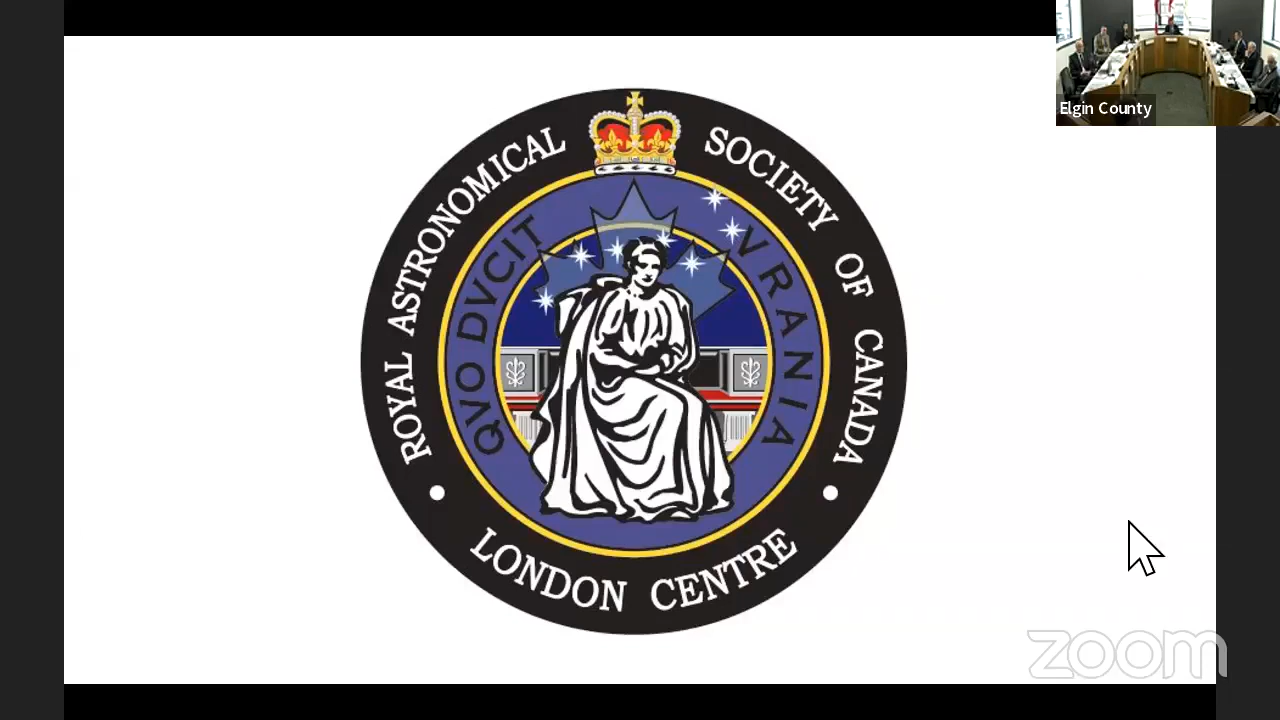 Elgin County
ROYAL ASTRONOMICAL SOCIETY OF CANADA
QVO DVCIT VRANIA
• LONDON CENTRE •
zoom